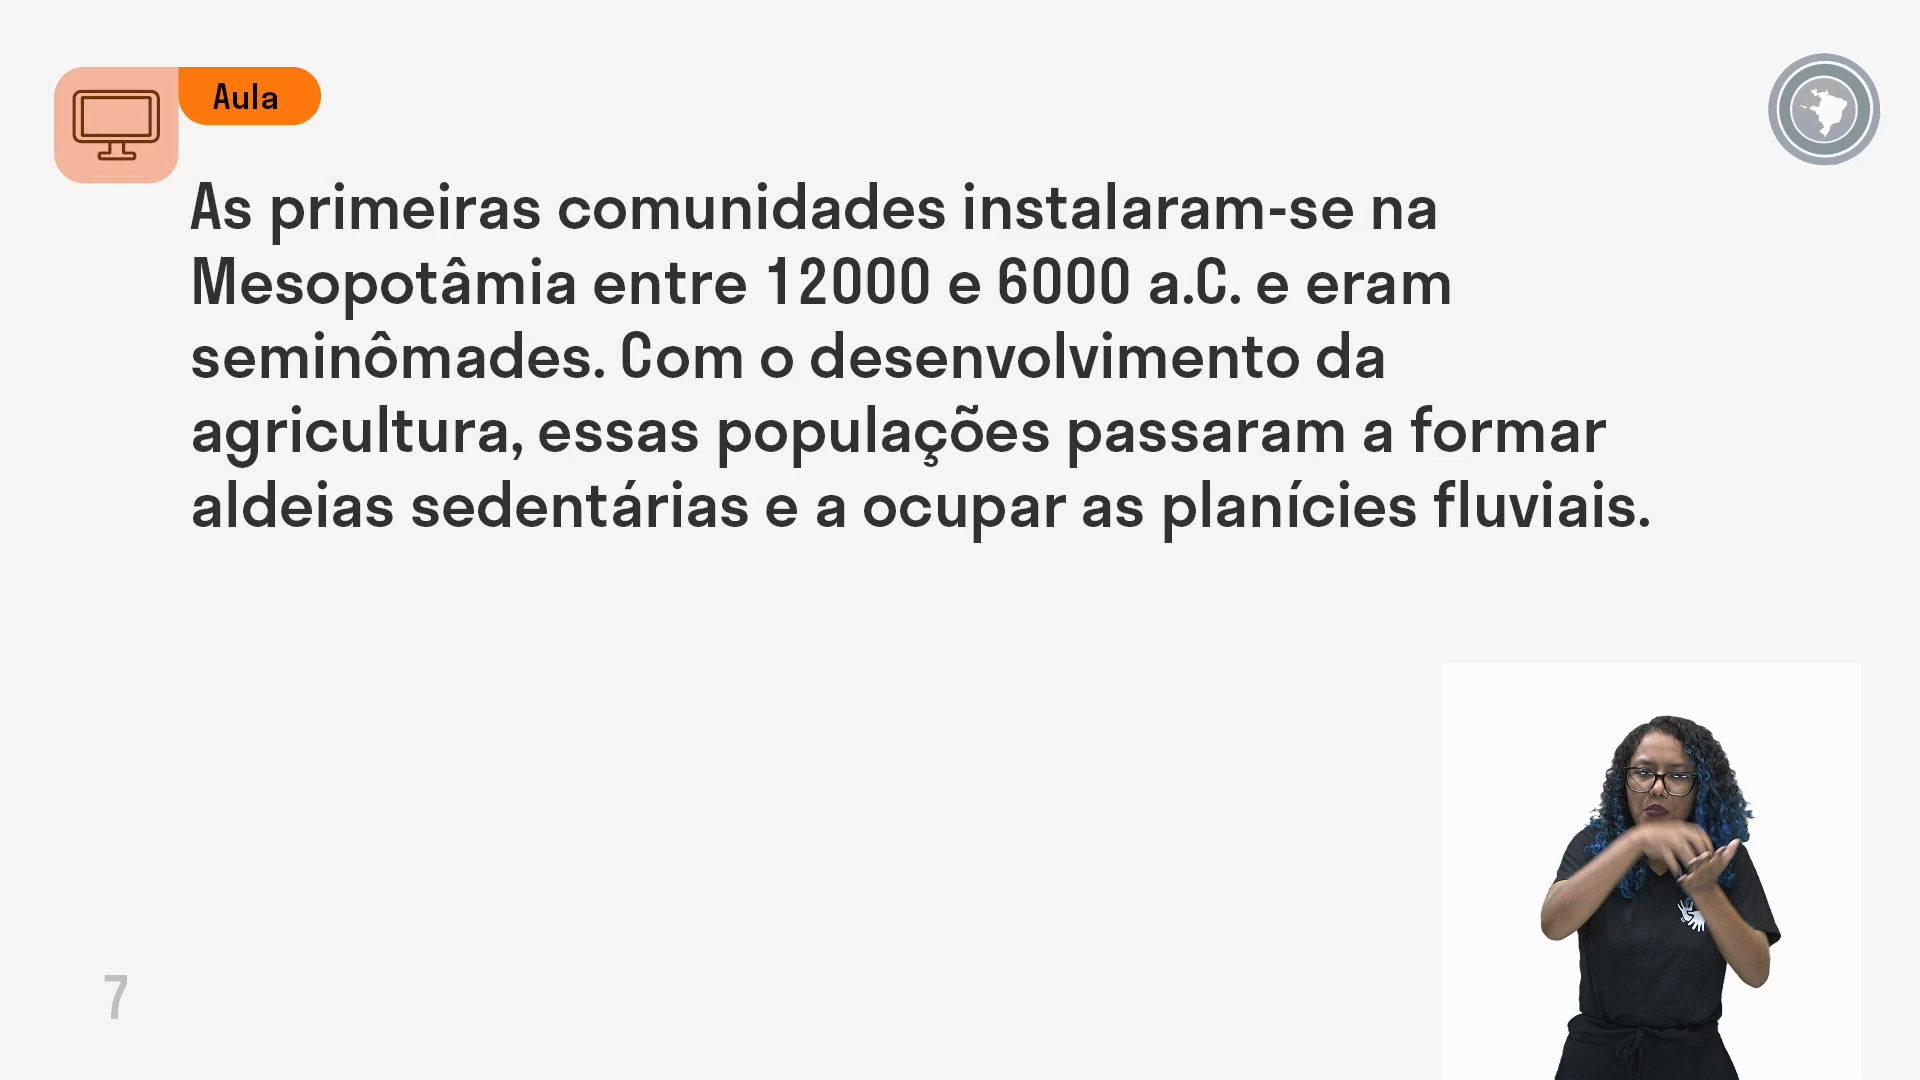 Aula
As primeiras comunidades instalaram-se na
Mesopotâmia entre 12000 e 6000 a.C. e eram
seminômades. Com o desenvolvimento da
agricultura, essas populações passaram a formar
aldeias sedentárias e a ocupar as planícies fluviais.
7